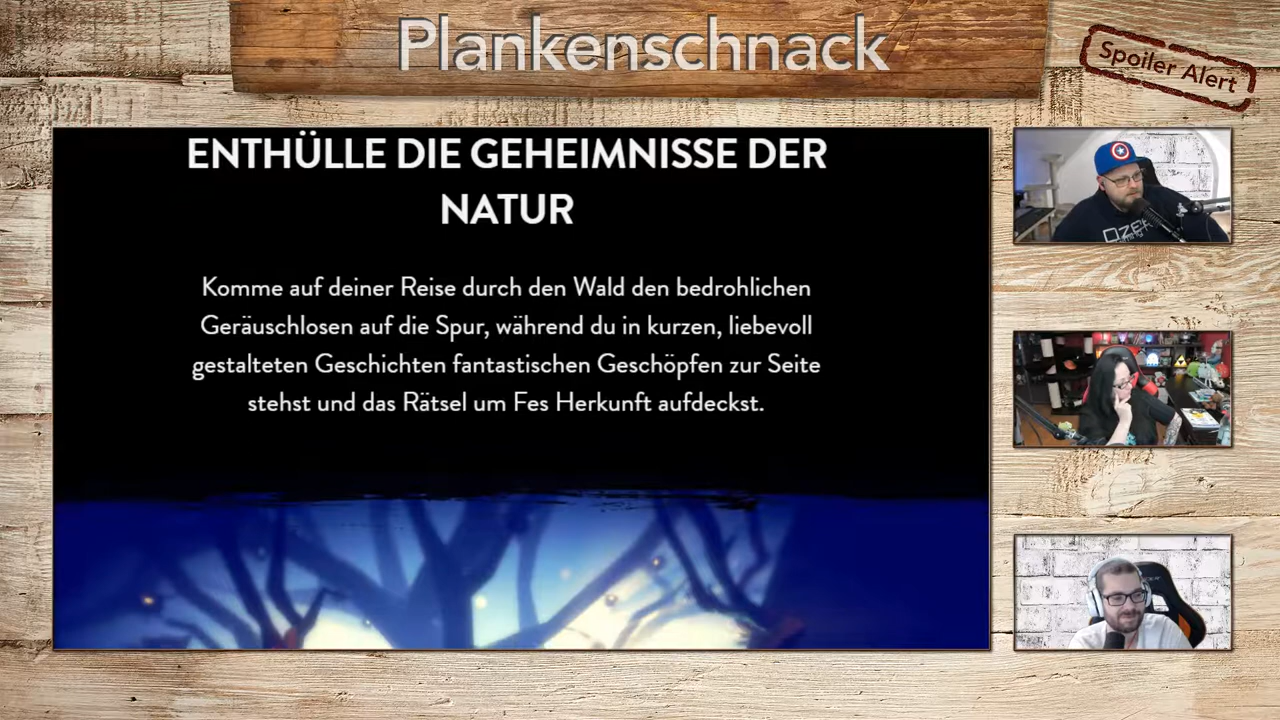 Plankenschnack
Spoiler Alert
ENTHÜLLE DIE GEHEIMNISSE DER
NATUR
Komme auf deiner Reise durch den Wald den bedrohlichen
Geräuschlosen auf die Spur, während du in kurzen, liebevoll
gestalteten Geschichten fantastischen Geschöpfen zur Seite
stehst und das Rätsel um Fes Herkunft aufdeckst.